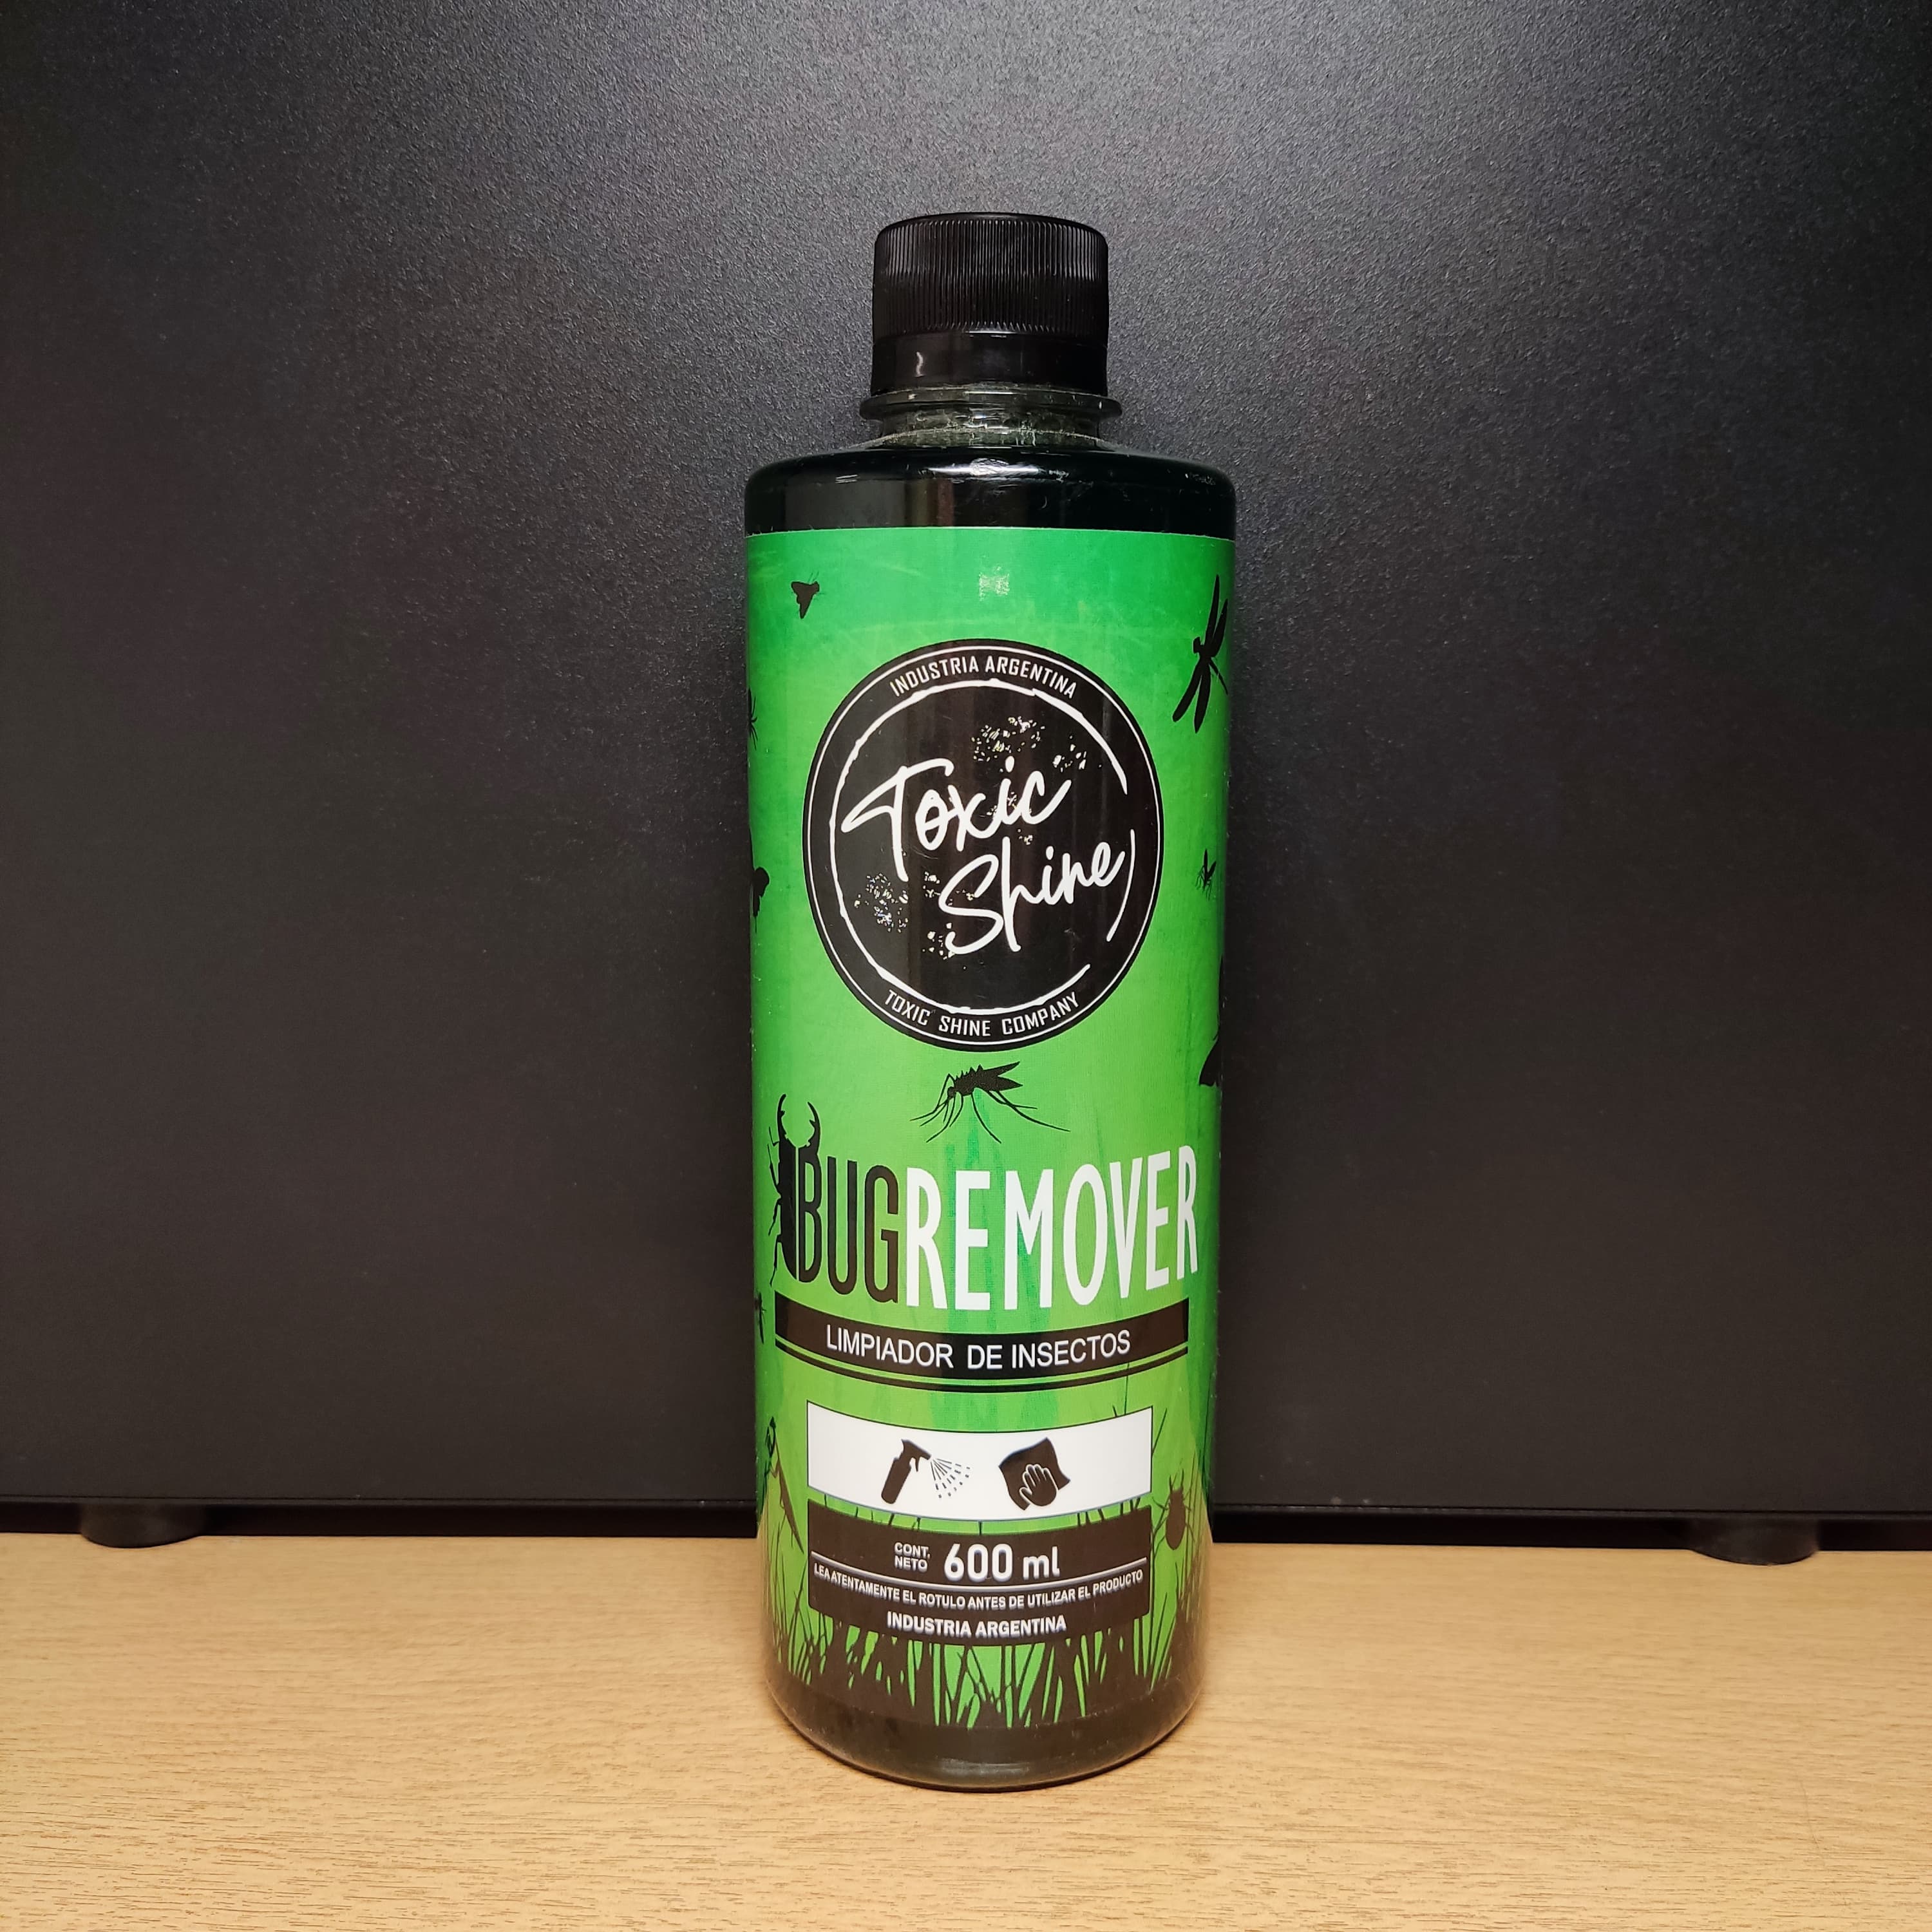 INDUSTRIA ARGENTINA
Toxic
Shine
TOXIC SHINE COMPANY
BUGREMOVER
LIMPIADOR DE INSECTOS
CONT. NETO 600 ml
LEA ATENTAMENTE EL ROTULO ANTES DE UTILIZAR EL PRODUCTO
INDUSTRIA ARGENTINA